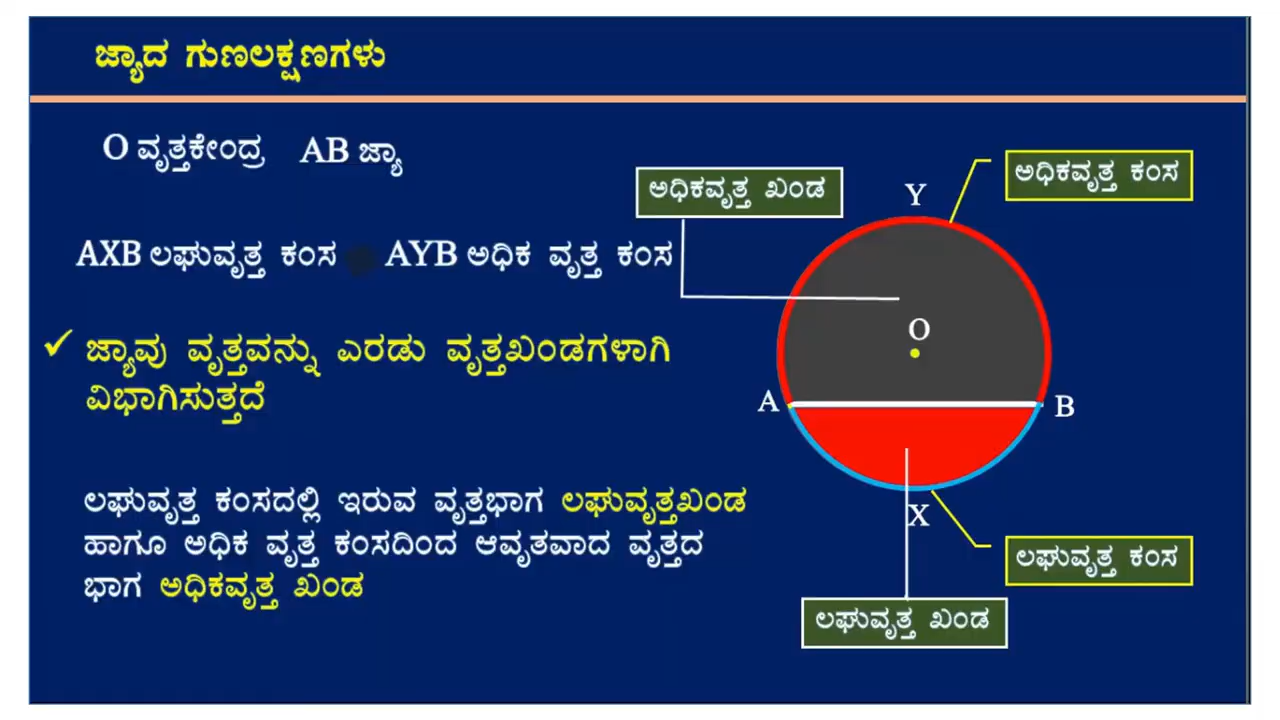 ಜ್ಯಾದ ಗುಣಲಕ್ಷಣಗಳು
O ವೃತ್ತಕೇಂದ್ರ AB ಜ್ಯಾ
AXB ಲಘುವೃತ್ತ ಕಂಸ AYB ಅಧಿಕ ವೃತ್ತ ಕಂಸ
✓ ಜ್ಯಾವು ವೃತ್ತವನ್ನು ಎರಡು ವೃತ್ತಖಂಡಗಳಾಗಿ
ವಿಭಾಗಿಸುತ್ತದೆ
ಲಘುವೃತ್ತ ಕಂಸದಲ್ಲಿ ಇರುವ ವೃತ್ತಭಾಗ ಲಘುವೃತ್ತಖಂಡ
ಹಾಗೂ ಅಧಿಕ ವೃತ್ತ ಕಂಸದಿಂದ ಆವೃತವಾದ ವೃತ್ತದ
ಭಾಗ ಅಧಿಕವೃತ್ತ ಖಂಡ
ಅಧಿಕವೃತ್ತ ಖಂಡ
ಅಧಿಕವೃತ್ತ ಕಂಸ
Y
O
A
B
X
ಲಘುವೃತ್ತ ಕಂಸ
ಲಘುವೃತ್ತ ಖಂಡ